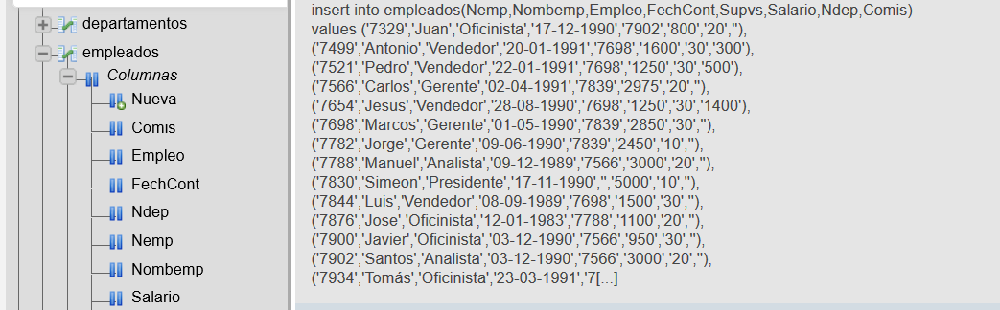 departamentos
empleados
Columnas
Nueva
Comis
Empleo
FechCont
Ndep
Nemp
Nombemp
Salario
insert into empleados(Nemp,Nombemp,Empleo,FechCont,Supvs,Salario,Ndep,Comis)
values ('7329','Juan','Oficinista','17-12-1990','7902','800','20',''),
('7499','Antonio','Vendedor','20-01-1991','7698','1600','30','300'),
('7521','Pedro','Vendedor','22-01-1991','7698','1250','30','500'),
('7566','Carlos','Gerente','02-04-1991','7839','2975','20',''),
('7654','Jesus','Vendedor','28-08-1990','7698','1250','30','1400'),
('7698','Marcos','Gerente','01-05-1990','7839','2850','30',''),
('7782','Jorge','Gerente','09-06-1990','7839','2450','10',''),
('7788','Manuel','Analista','09-12-1989','7566','3000','20',''),
('7830','Simeon','Presidente','17-11-1990','','5000','10',''),
('7844','Luis','Vendedor','08-09-1989','7698','1500','30',''),
('7876','Jose','Oficinista','12-01-1983','7788','1100','20',''),
('7900','Javier','Oficinista','03-12-1990','7566','950','30',''),
('7902','Santos','Analista','03-12-1990','7566','3000','20',''),
('7934','Tomás','Oficinista','23-03-1991','7[...]